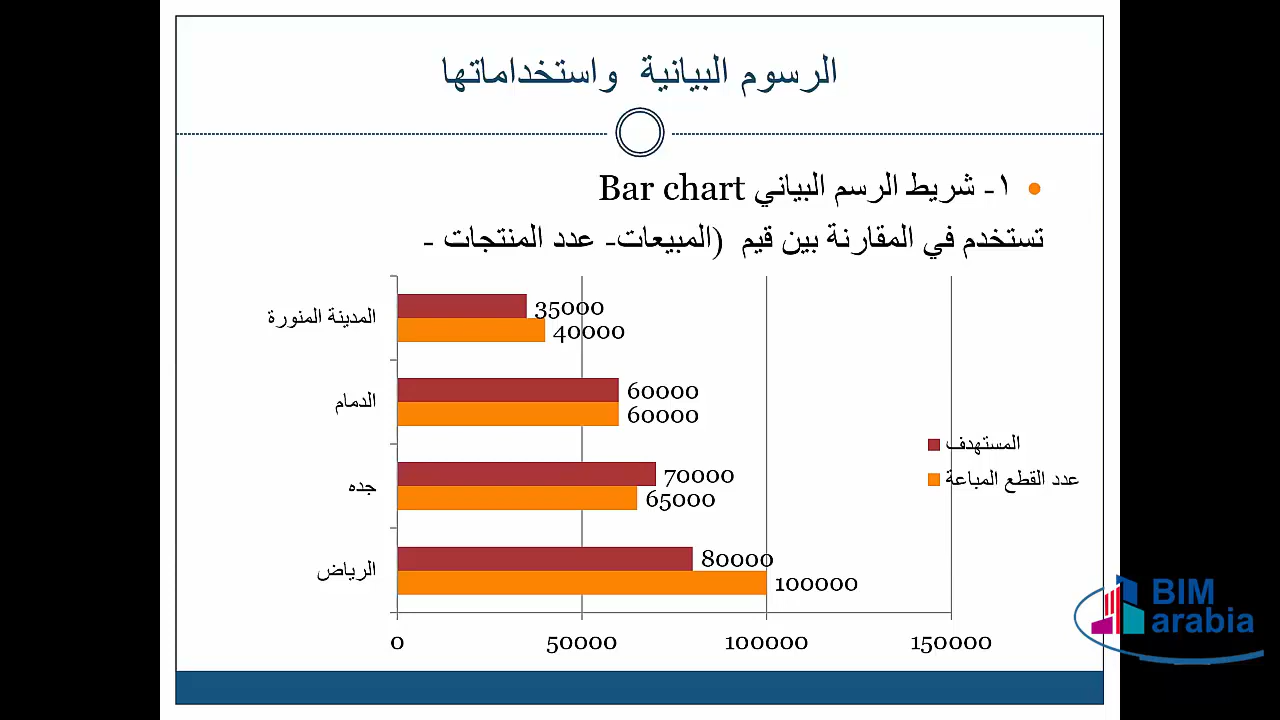 الرسوم البيانية واستخداماتها
١- شريط الرسم البياني Bar chart
تستخدم في المقارنة بين قيم (المبيعات- عدد المنتجات -
المدينة المنورة
35000
40000
الدمام
60000
60000
جده
70000
65000
الرياض
80000
100000
0 50000 100000 150000
المستهدف
عدد القطع المباعة
BIM
arabia